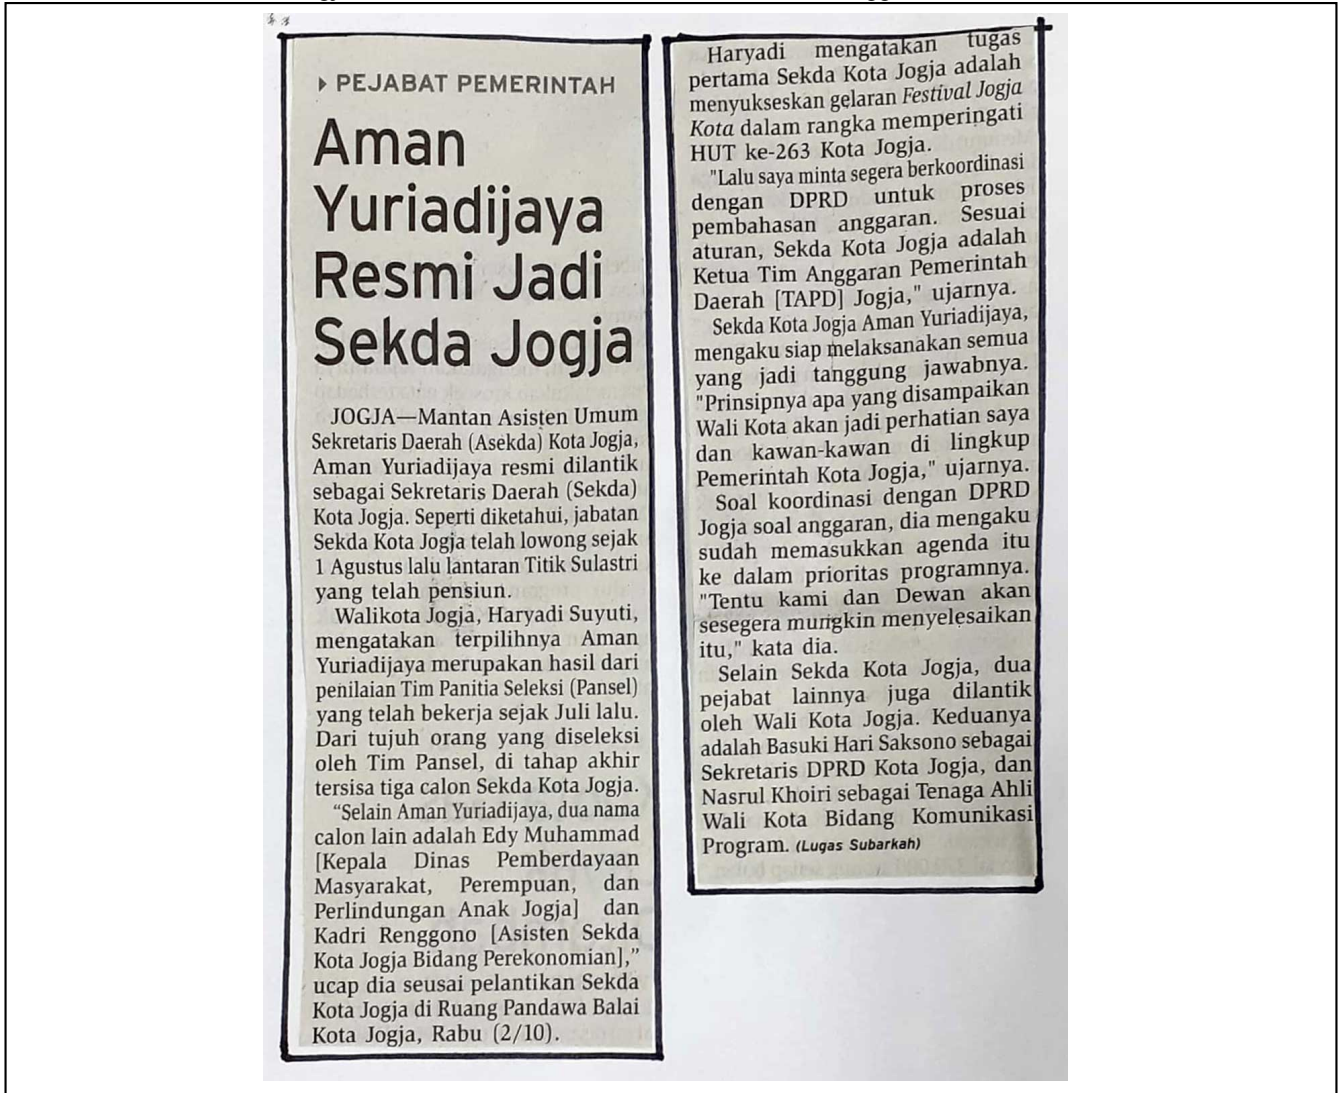 PEJABAT PEMERINTAH
Aman
Yuriadijaya
Resmi Jadi
Sekda Jogja
JOGJA—Mantan Asisten Umum
Sekretaris Daerah (Asekda) Kota Jogja,
Aman Yuriadijaya resmi dilantik
sebagai Sekretaris Daerah (Sekda)
Kota Jogja. Seperti diketahui, jabatan
Sekda Kota Jogja telah lowong sejak
1 Agustus lalu lantaran Titik Sulastri
yang telah pensiun.
Walikota Jogja, Haryadi Suyuti,
mengatakan terpilihnya Aman
Yuriadijaya merupakan hasil dari
penilaian Tim Panitia Seleksi (Pansel)
yang telah bekerja sejak Juli lalu.
Dari tujuh orang yang diseleksi
oleh Tim Pansel, di tahap akhir
tersisa tiga calon Sekda Kota Jogja.
“Selain Aman Yuriadijaya, dua nama
calon lain adalah Edy Muhammad
[Kepala Dinas Pemberdayaan
Masyarakat, Perempuan, dan
Perlindungan Anak Jogja] dan
Kadri Renggono [Asisten Sekda
Kota Jogja Bidang Perekonomian],”
ucap dia seusai pelantikan Sekda
Kota Jogja di Ruang Pandawa Balai
Kota Jogja, Rabu (2/10).
Haryadi mengatakan tugas
pertama Sekda Kota Jogja adalah
menyukseskan gelaran Festival Jogja
Kota dalam rangka memperingati
HUT ke-263 Kota Jogja.
"Lalu saya minta segera berkoordinasi
dengan DPRD untuk proses
pembahasan anggaran. Sesuai
aturan, Sekda Kota Jogja adalah
Ketua Tim Anggaran Pemerintah
Daerah [TAPD] Jogja," ujarnya.
Sekda Kota Jogja Aman Yuriadijaya,
mengaku siap melaksanakan semua
yang jadi tanggung jawabnya.
"Prinsipnya apa yang disampaikan
Wali Kota akan jadi perhatian saya
dan kawan-kawan di lingkup
Pemerintah Kota Jogja," ujarnya.
Soal koordinasi dengan DPRD
Jogja soal anggaran, dia mengaku
sudah memasukkan agenda itu
ke dalam prioritas programnya.
"Tentu kami dan Dewan akan
sesegera mungkin menyelesaikan
itu," kata dia.
Selain Sekda Kota Jogja, dua
pejabat lainnya juga dilantik
oleh Wali Kota Jogja. Keduanya
adalah Basuki Hari Saksono sebagai
Sekretaris DPRD Kota Jogja, dan
Nasrul Khoiri sebagai Tenaga Ahli
Wali Kota Bidang Komunikasi
Program. (Lugas Subarkah)